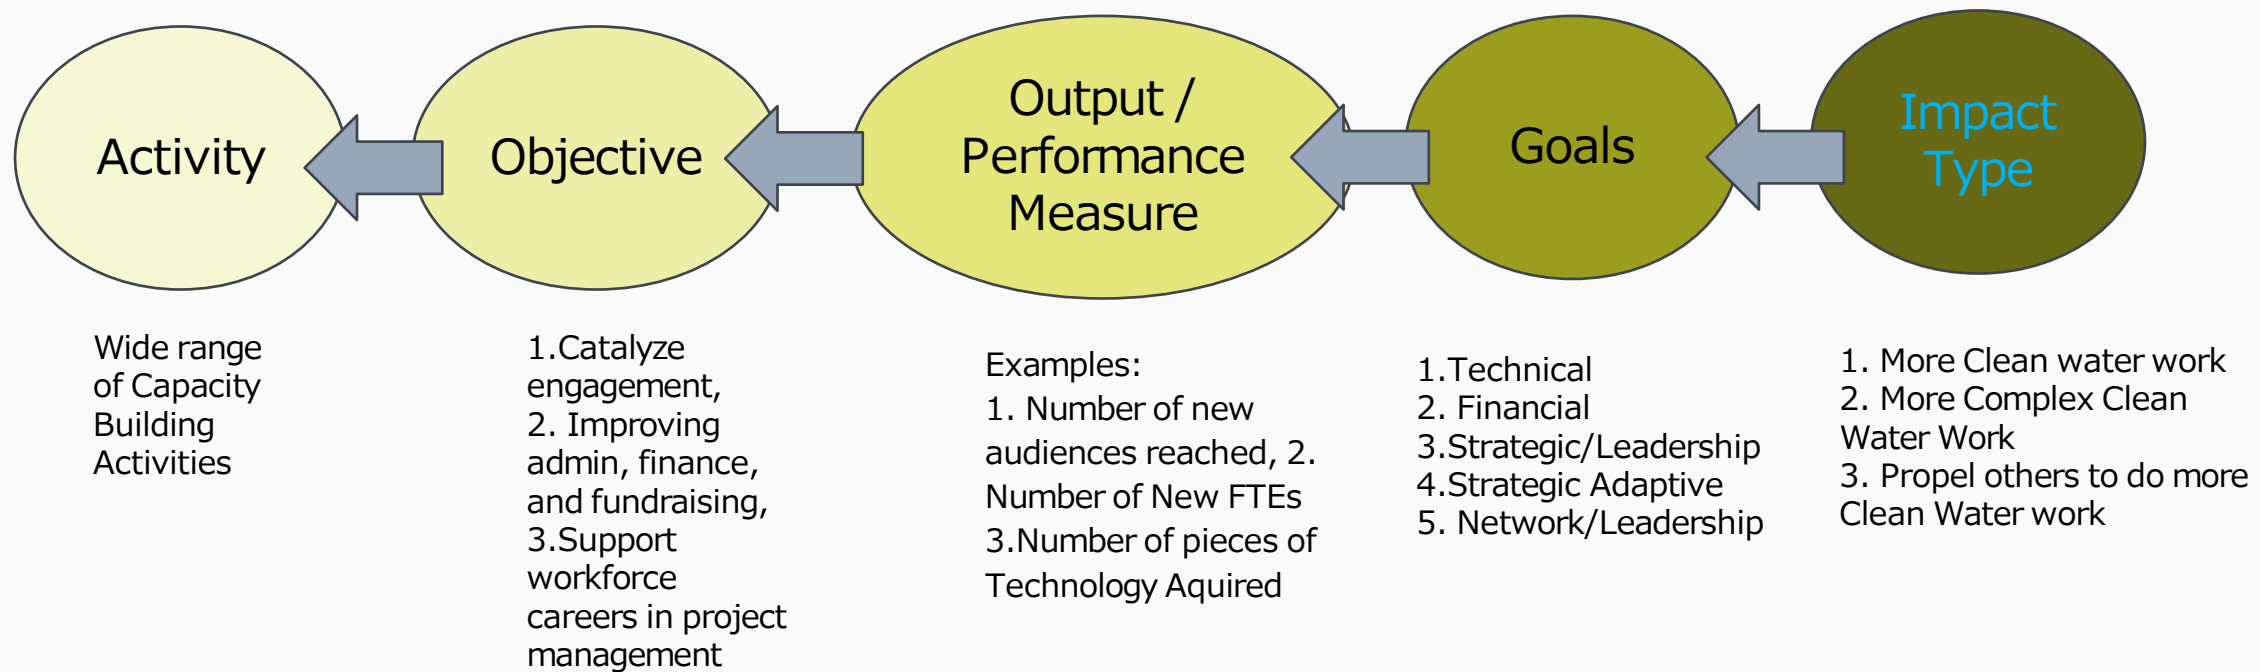 Activity
Objective
Output /
Performance
Measure
Goals
Impact
Type
Wide range
of Capacity
Building
Activities
1.Catalyze
engagement,
2. Improving
admin, finance,
and fundraising,
3.Support
workforce
careers in project
management
Examples:
1. Number of new
audiences reached, 2.
Number of New FTEs
3.Number of pieces of
Technology Aquired
1.Technical
2. Financial
3.Strategic/Leadership
4.Strategic Adaptive
5. Network/Leadership
1. More Clean water work
2. More Complex Clean
Water Work
3. Propel others to do more
Clean Water work